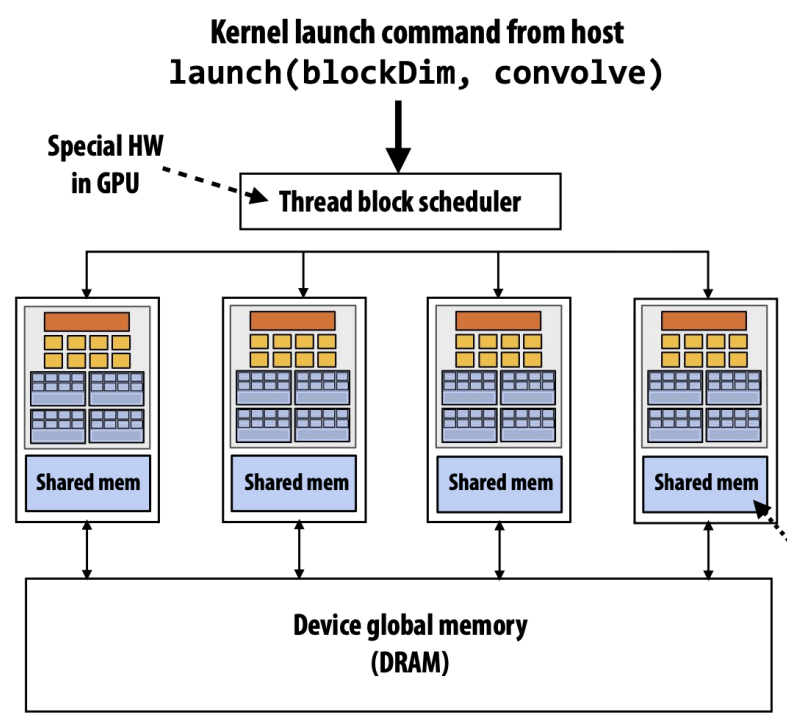 Kernel launch command from host
launch(blockDim, convolve)
Special HW
in GPU
Thread block scheduler
Shared mem
Shared mem
Shared mem
Shared mem
Device global memory
(DRAM)